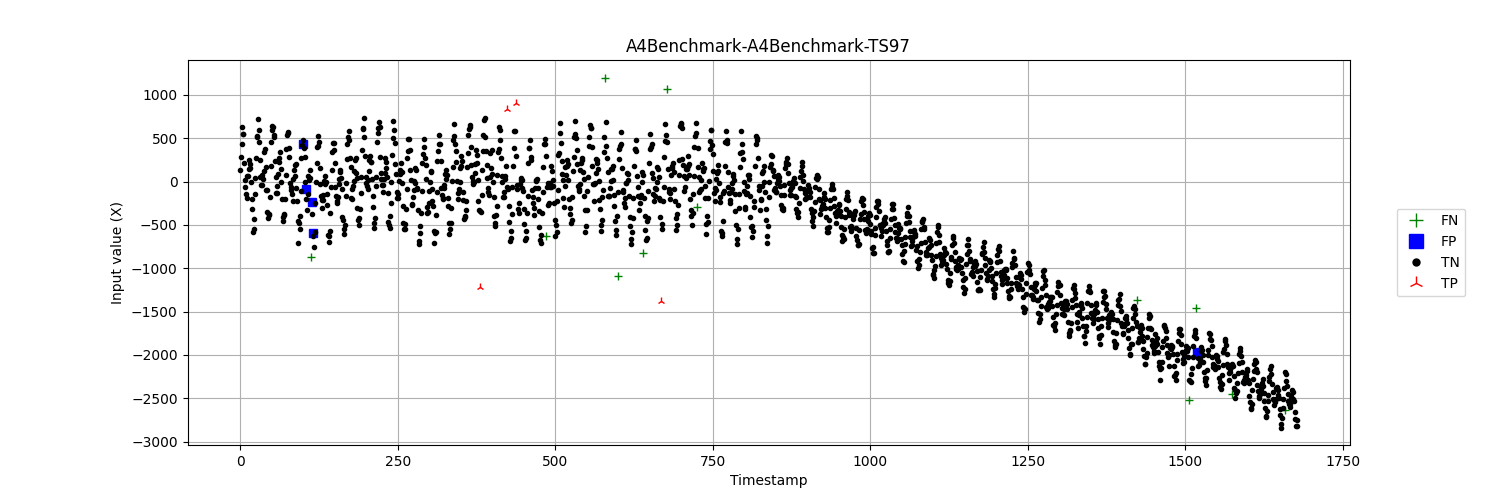 A4Benchmark-A4Benchmark-TS97
Input value (X)
1000
500
0
−500
−1000
−1500
−2000
−2500
−3000
0 250 500 750 1000 1250 1500 1750
Timestamp
FN
FP
TN
TP